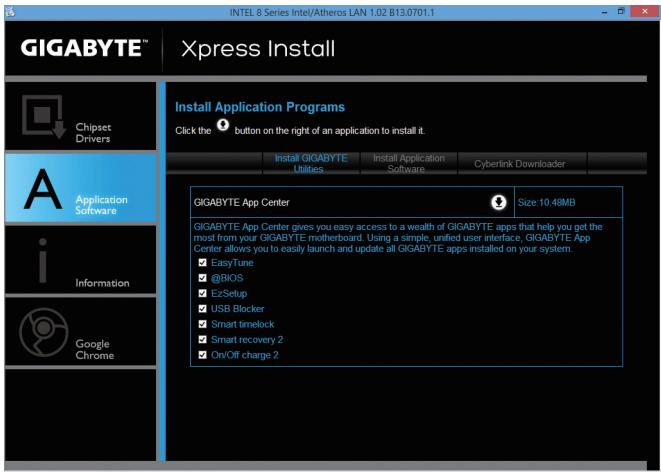 INTEL 8 Series Intel/Atheros LAN 1.02 B13.0701.1
GIGABYTE™
Xpress Install
Chipset
Drivers
A
Application
Software
Information
Google
Chrome
Install Application Programs
Click the button on the right of an application to install it.
Install GIGABYTE
Utilities
Install Application
Software
Cyberlink Downloader
GIGABYTE App Center
Size:10.48MB
GIGABYTE App Center gives you easy access to a wealth of GIGABYTE apps that help you get the
most from your GIGABYTE motherboard. Using a simple, unified user interface, GIGABYTE App
Center allows you to easily launch and update all GIGABYTE apps installed on your system.
EasyTune
@BIOS
EzSetup
USB Blocker
Smart timelock
Smart recovery 2
On/Off charge 2